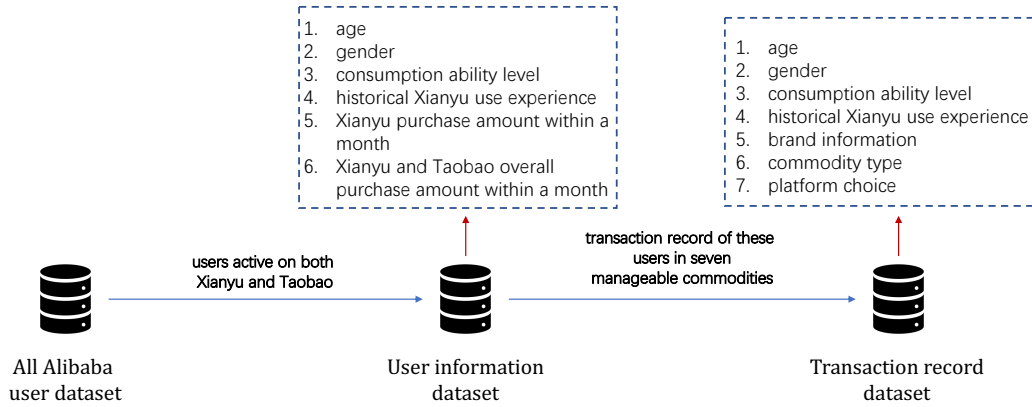 1. age
2. gender
3. consumption ability level
4. historical Xianyu use experience
5. Xianyu purchase amount within a
month
6. Xianyu and Taobao overall
purchase amount within a month
1. age
2. gender
3. consumption ability level
4. historical Xianyu use experience
5. brand information
6. commodity type
7. platform choice
users active on both
Xianyu and Taobao
transaction record of these
users in seven
manageable commodities
All Alibaba
user dataset
User information
dataset
Transaction record
dataset